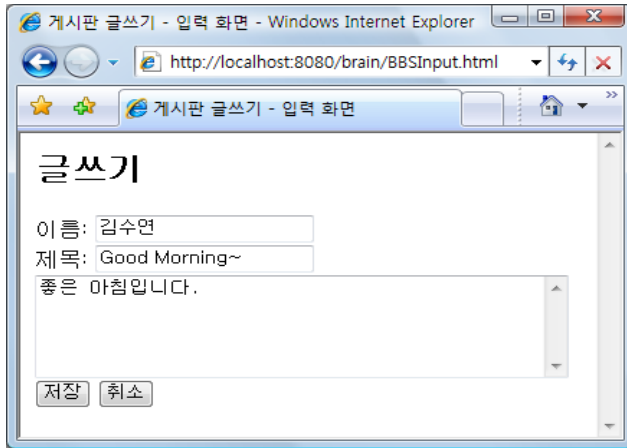 게시판 글쓰기 - 입력 화면 - Windows Internet Explorer
http://localhost:8080/brain/BBSInput.html
게시판 글쓰기 - 입력 화면
글쓰기
이름: 김수연
제목: Good Morning~
좋은 아침입니다.
저장 취소